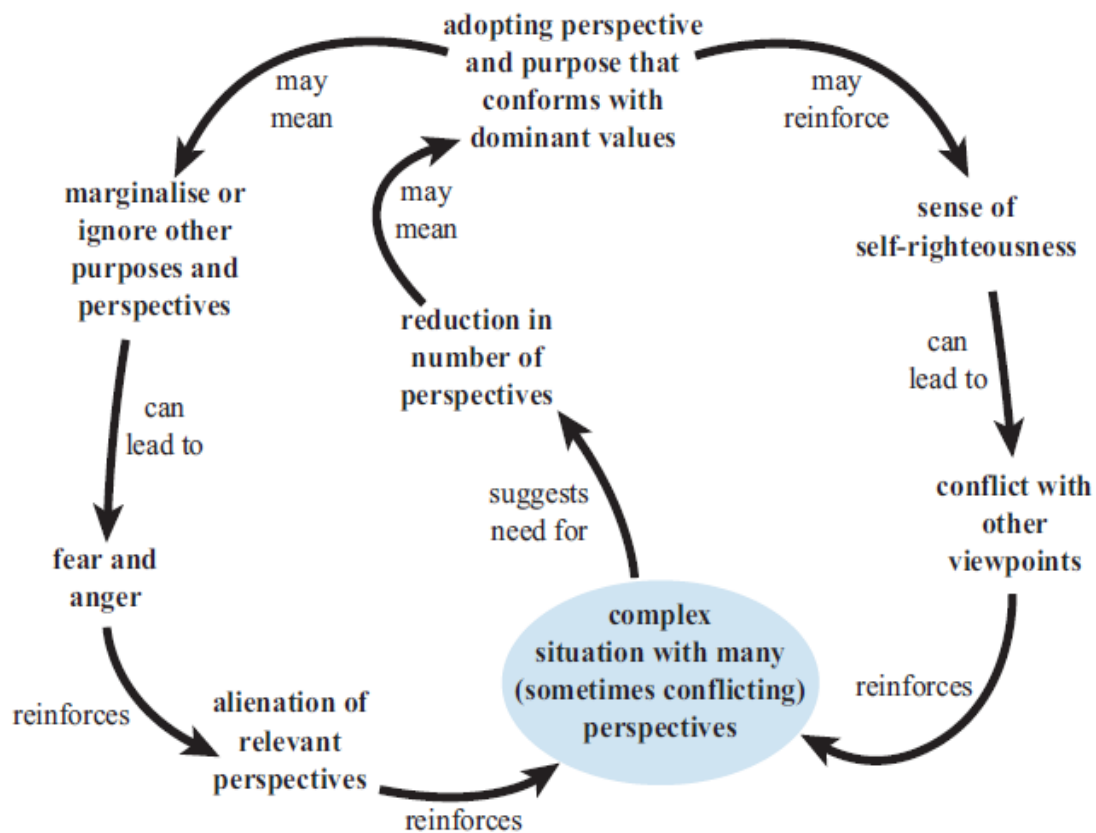 adopting perspective
and purpose that
conforms with
dominant values
may
mean
may
reinforce
marginalise or
ignore other
purposes and
perspectives
may
mean
sense of
self-righteousness
reduction in
number of
perspectives
can
lead to
can
lead to
suggests
need for
conflict with
other
viewpoints
fear and
anger
complex
situation with many
(sometimes conflicting)
perspectives
reinforces
reinforces
alienation of
relevant
perspectives
reinforces